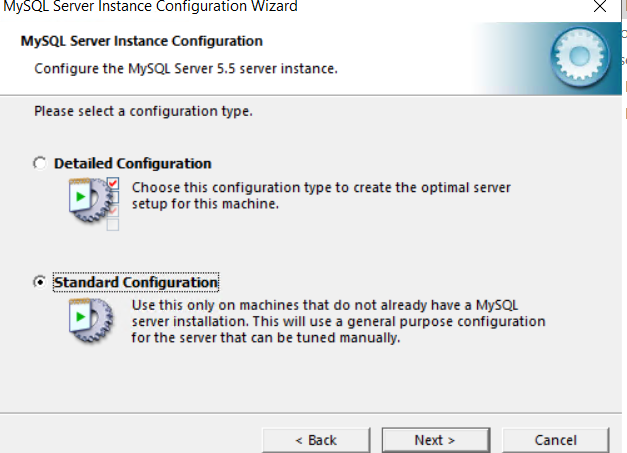 MySQL Server Instance Configuration Wizard
MySQL Server Instance Configuration
Configure the MySQL Server 5.5 server instance.
Please select a configuration type.
Detailed Configuration
Choose this configuration type to create the optimal server
setup for this machine.
Standard Configuration
Use this only on machines that do not already have a MySQL
server installation. This will use a general purpose configuration
for the server that can be tuned manually.
< Back
Next >
Cancel